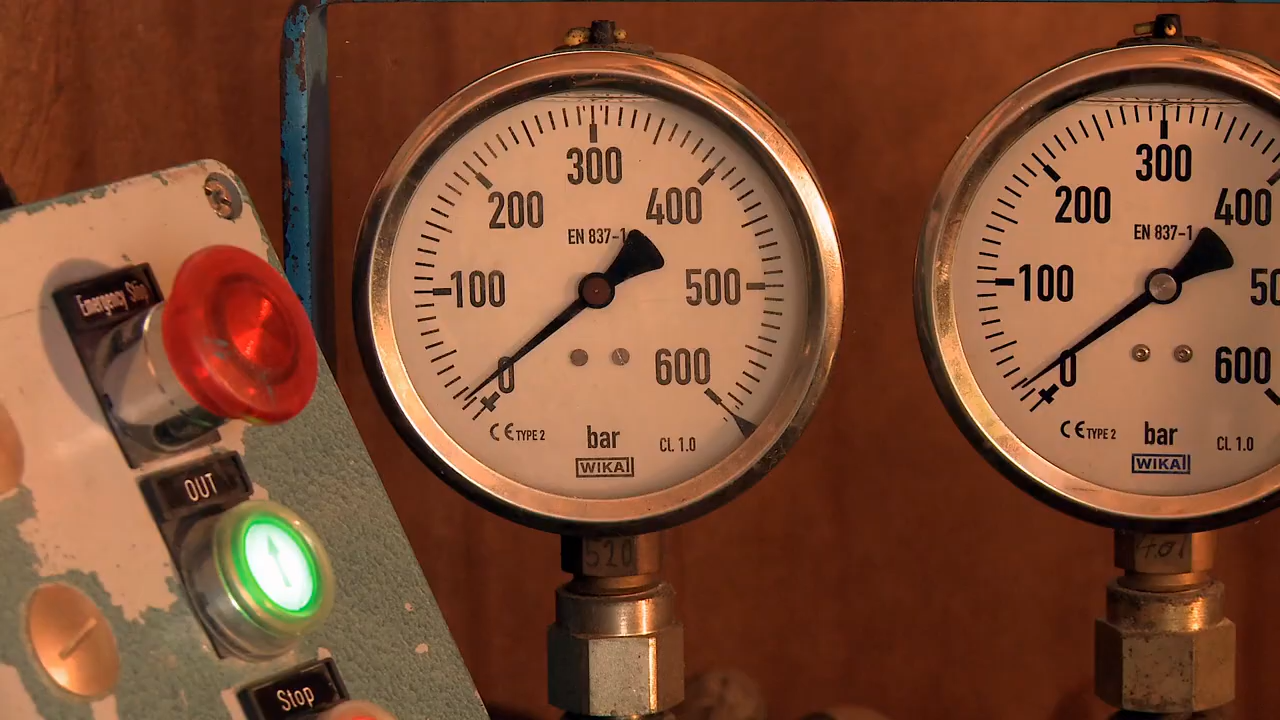 Emergency Stop
OUT
Stop
300
200
400
EN 837-1
100
500
0
600
CE TYPE 2
bar
CL 1.0
WIKA
520
300
200
400
EN 837-1
100
50
0
600
CE TYPE 2
bar
CL 1.0
WIKA
401